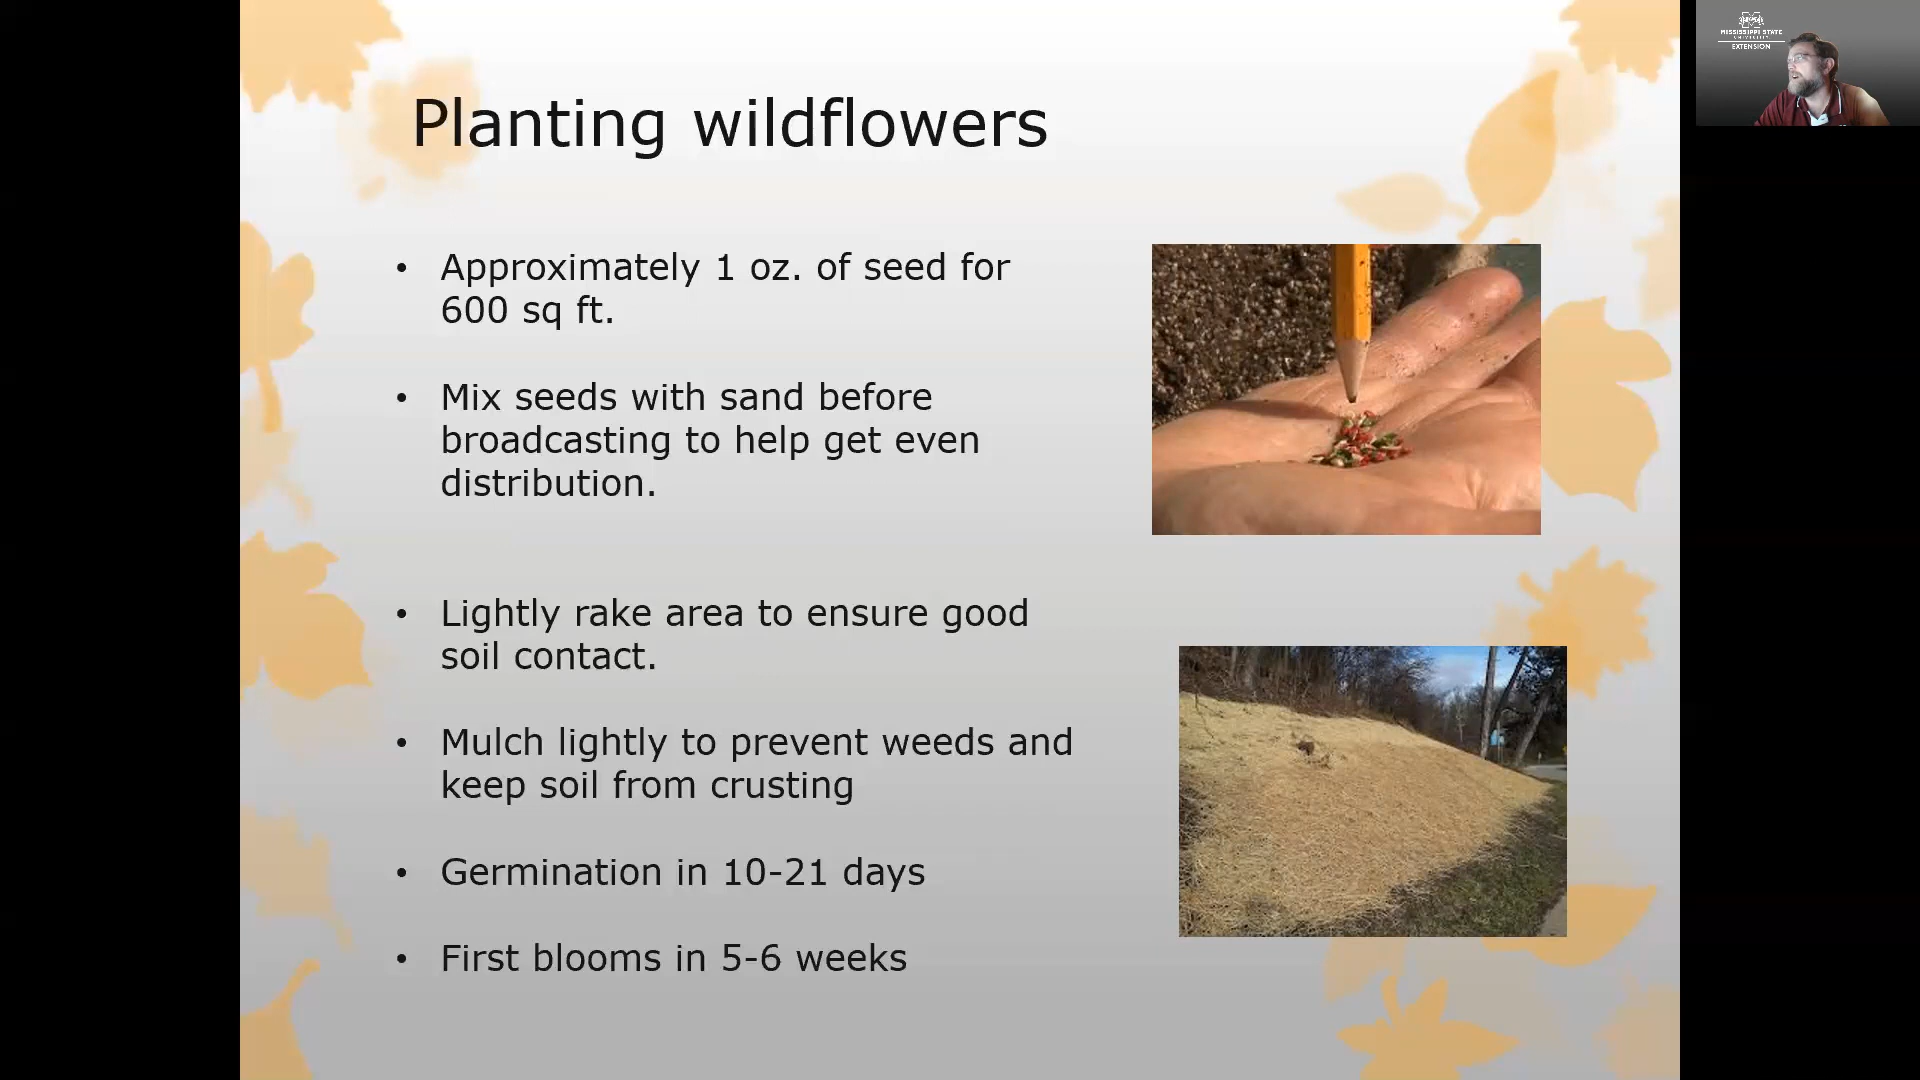 Planting wildflowers
• Approximately 1 oz. of seed for
600 sq ft.
• Mix seeds with sand before
broadcasting to help get even
distribution.
• Lightly rake area to ensure good
soil contact.
• Mulch lightly to prevent weeds and
keep soil from crusting
• Germination in 10-21 days
• First blooms in 5-6 weeks
MISSISSIPPI STATE
UNIVERSITY
EXTENSION